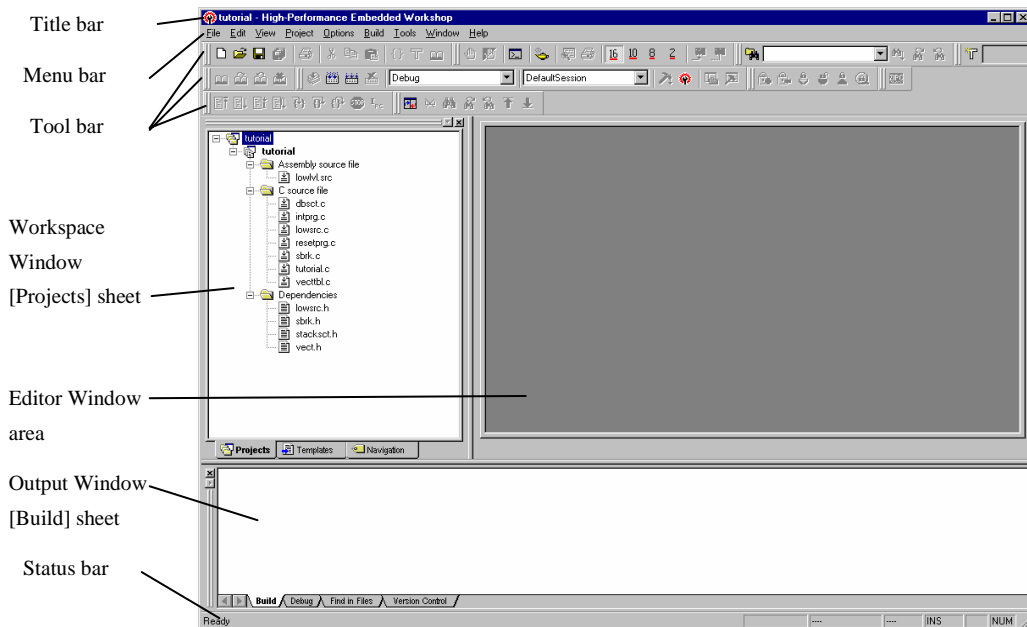 Title bar
tutorial - High-Performance Embedded Workshop
Menu bar
File Edit View Project Options Build Tools Window Help
Tool bar
16 10 8 2
Debug
DefaultSession
tutorial
tutorial
Assembly source file
lowlvl.src
C source file
dbsct.c
intprg.c
lowsrc.c
resetprg.c
sbrk.c
tutorial.c
vecttbl.c
Dependencies
lowsrc.h
sbrk.h
stacksct.h
vect.h
Workspace
Window
[Projects] sheet
Editor Window
area
Projects Templates Navigation
Output Window
[Build] sheet
Build Debug Find in Files Version Control
Status bar
Ready
---- ---- INS NUM